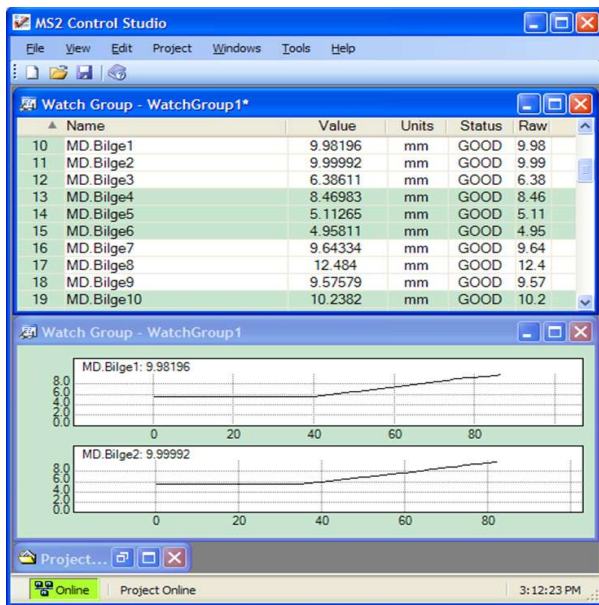 MS2 Control Studio
File View Edit Project Windows Tools Help
Watch Group - WatchGroup1*
Name Value Units Status Raw
10 MD.Bilge1 9.98196 mm GOOD 9.98
11 MD.Bilge2 9.99992 mm GOOD 9.99
12 MD.Bilge3 6.38611 mm GOOD 6.38
13 MD.Bilge4 8.46983 mm GOOD 8.46
14 MD.Bilge5 5.11265 mm GOOD 5.11
15 MD.Bilge6 4.95811 mm GOOD 4.95
16 MD.Bilge7 9.64334 mm GOOD 9.64
17 MD.Bilge8 12.484 mm GOOD 12.4
18 MD.Bilge9 9.57579 mm GOOD 9.57
19 MD.Bilge10 10.2382 mm GOOD 10.2
Watch Group - WatchGroup1
MD.Bilge1: 9.98196
8.0
6.0
4.0
2.0
0.0
0 20 40 60 80
MD.Bilge2: 9.99992
8.0
6.0
4.0
2.0
0.0
0 20 40 60 80
Project...
Online Project Online 3:12:23 PM